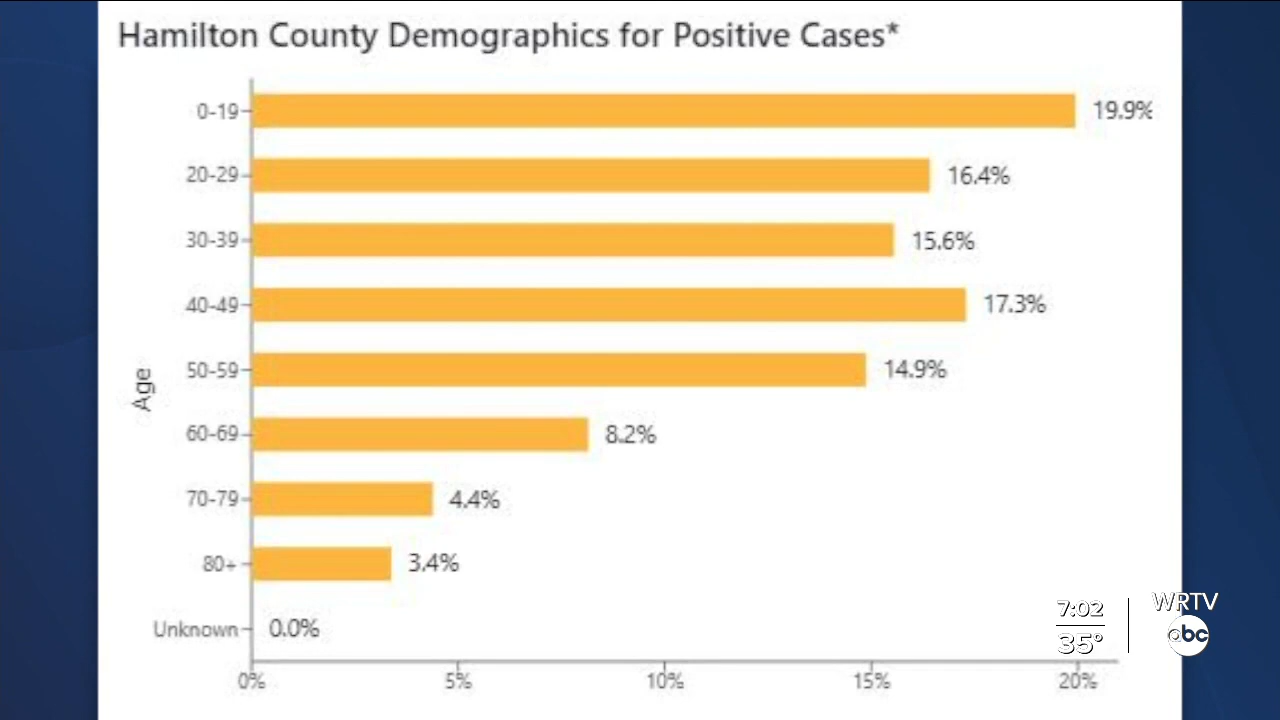 Hamilton County Demographics for Positive Cases*
0-19 19.9%
20-29 16.4%
30-39 15.6%
40-49 17.3%
50-59 14.9%
60-69 8.2%
70-79 4.4%
80+ 3.4%
Unknown 0.0%
Age
0% 5% 10% 15% 20%
7:02
35°
WRTV
abc